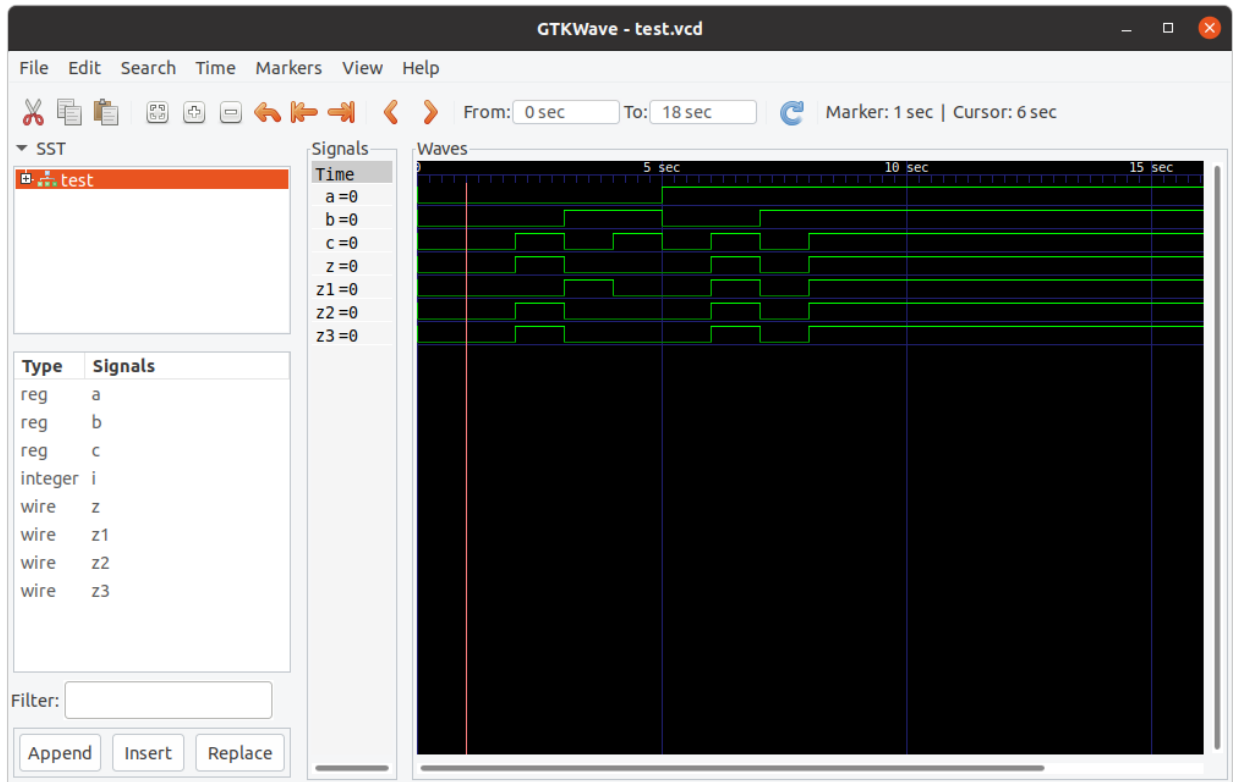 GTKWave - test.vcd
File Edit Search Time Markers View Help
From: 0 sec To: 18 sec Marker: 1 sec | Cursor: 6 sec
SST
test
Type Signals
reg a
reg b
reg c
integer i
wire z
wire z1
wire z2
wire z3
Filter:
Append Insert Replace
Signals
Time
a=0
b=0
c=0
z=0
z1=0
z2=0
z3=0
Waves
0 5 sec 10 sec 15 sec